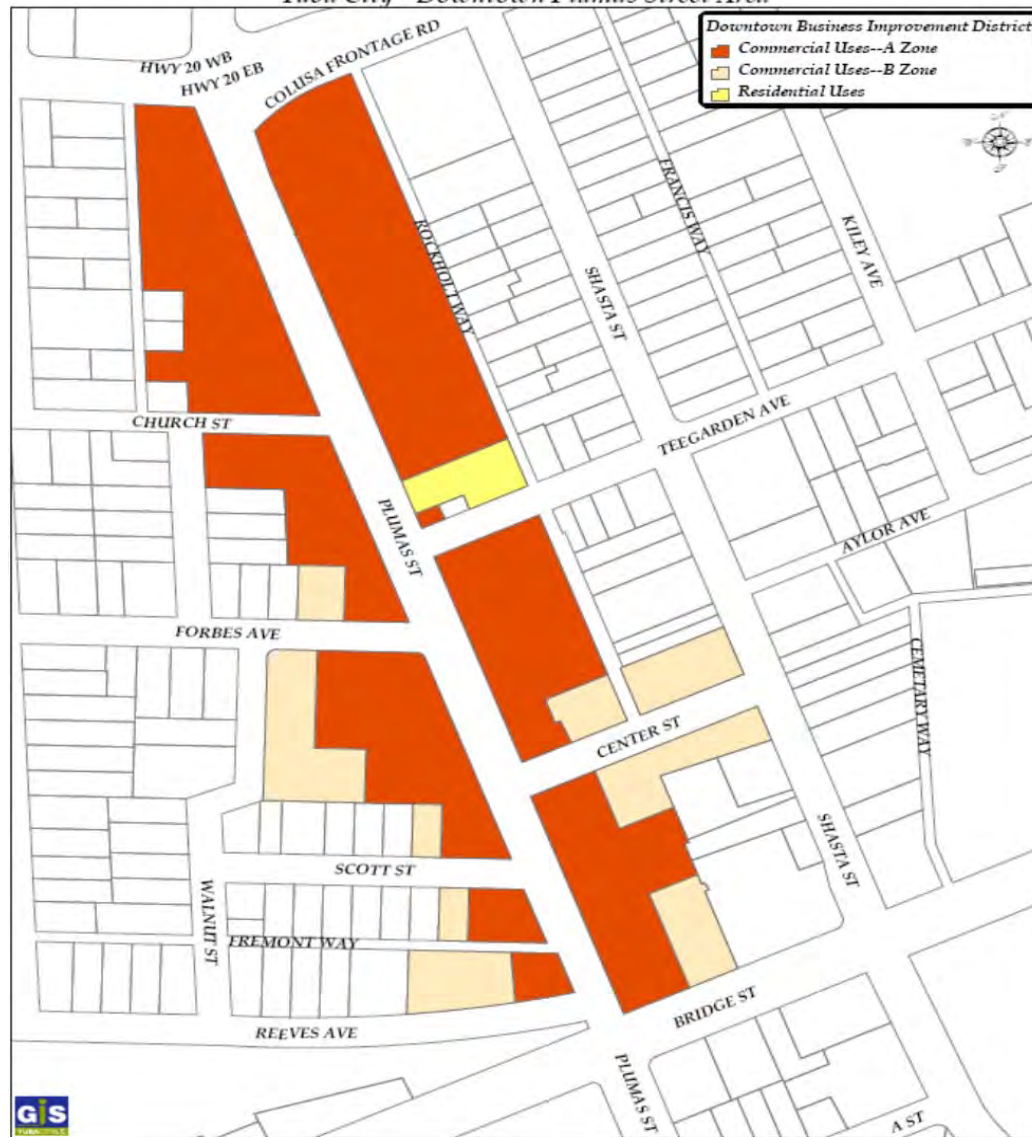 Yuba City - Downtown Plumas Street Area
Downtown Business Improvement District
Commercial Uses--A Zone
Commercial Uses--B Zone
Residential Uses
HWY 20 WB
HWY 20 EB
COLUSA FRONTAGE RD
ROCKHOLT WAY
FRANCIS WAY
KILEY AVE
SHASTA ST
CHURCH ST
TEEGARDEN AVE
PLUMAS ST
AYLOR AVE
FORBES AVE
CEMETARY WAY
CENTER ST
SHASTA ST
SCOTT ST
WALNUT ST
FREMONT WAY
BRIDGE ST
REEVES AVE
PLUMAS ST
A ST
GIS